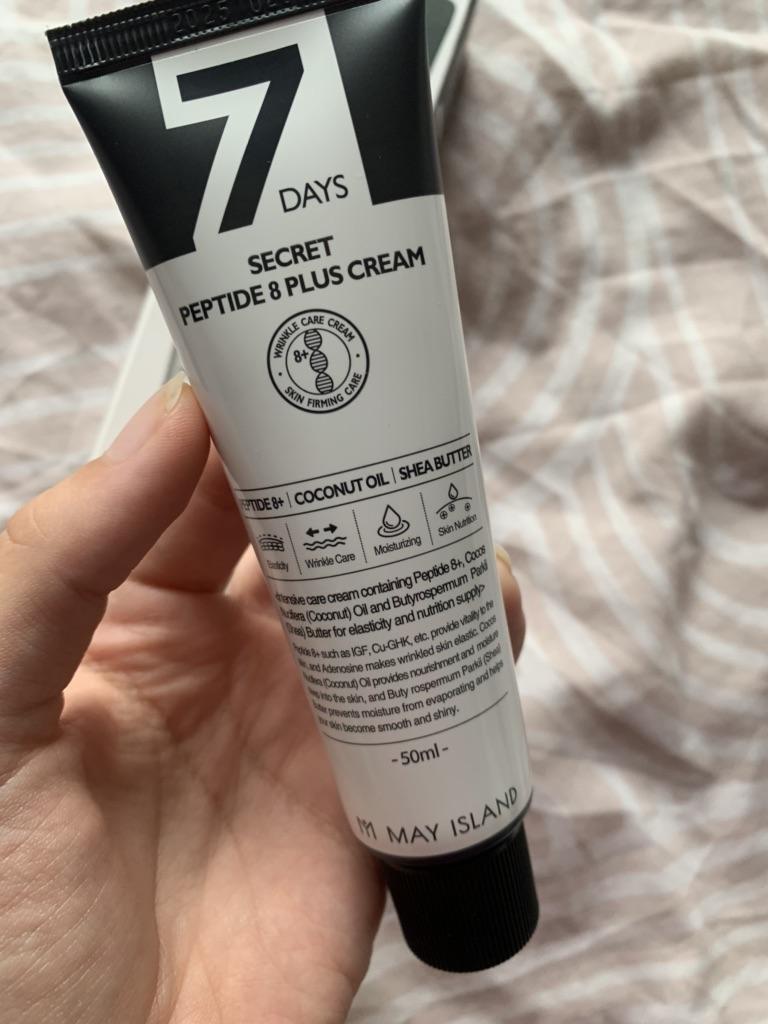 2025
7
DAYS
SECRET
PEPTIDE 8 PLUS CREAM
WRINKLE CARE CREAM
8+
SKIN FIRMING CARE
PEPTIDE 8+ | COCONUT OIL | SHEA BUTTER
Elasticity Wrinkle Care Moisturizing Skin Nutrition
<Intensive care cream containing Peptide 8+, Cocos
Nucifera (Coconut) Oil and Butyrospermum Parkii
(Shea) Butter for elasticity and nutrition supply>
Peptide 8+ such as IGF, Cu-GHK, etc. provide vitality to the
skin, and Adenosine makes wrinkled skin elastic. Cocos
Nucifera (Coconut) Oil provides nourishment and moisture
deep into the skin, and Buty rospermum Parkii (Shea)
Butter prevents moisture from evaporating and helps
your skin become smooth and shiny.
-50ml-
MAY ISLAND